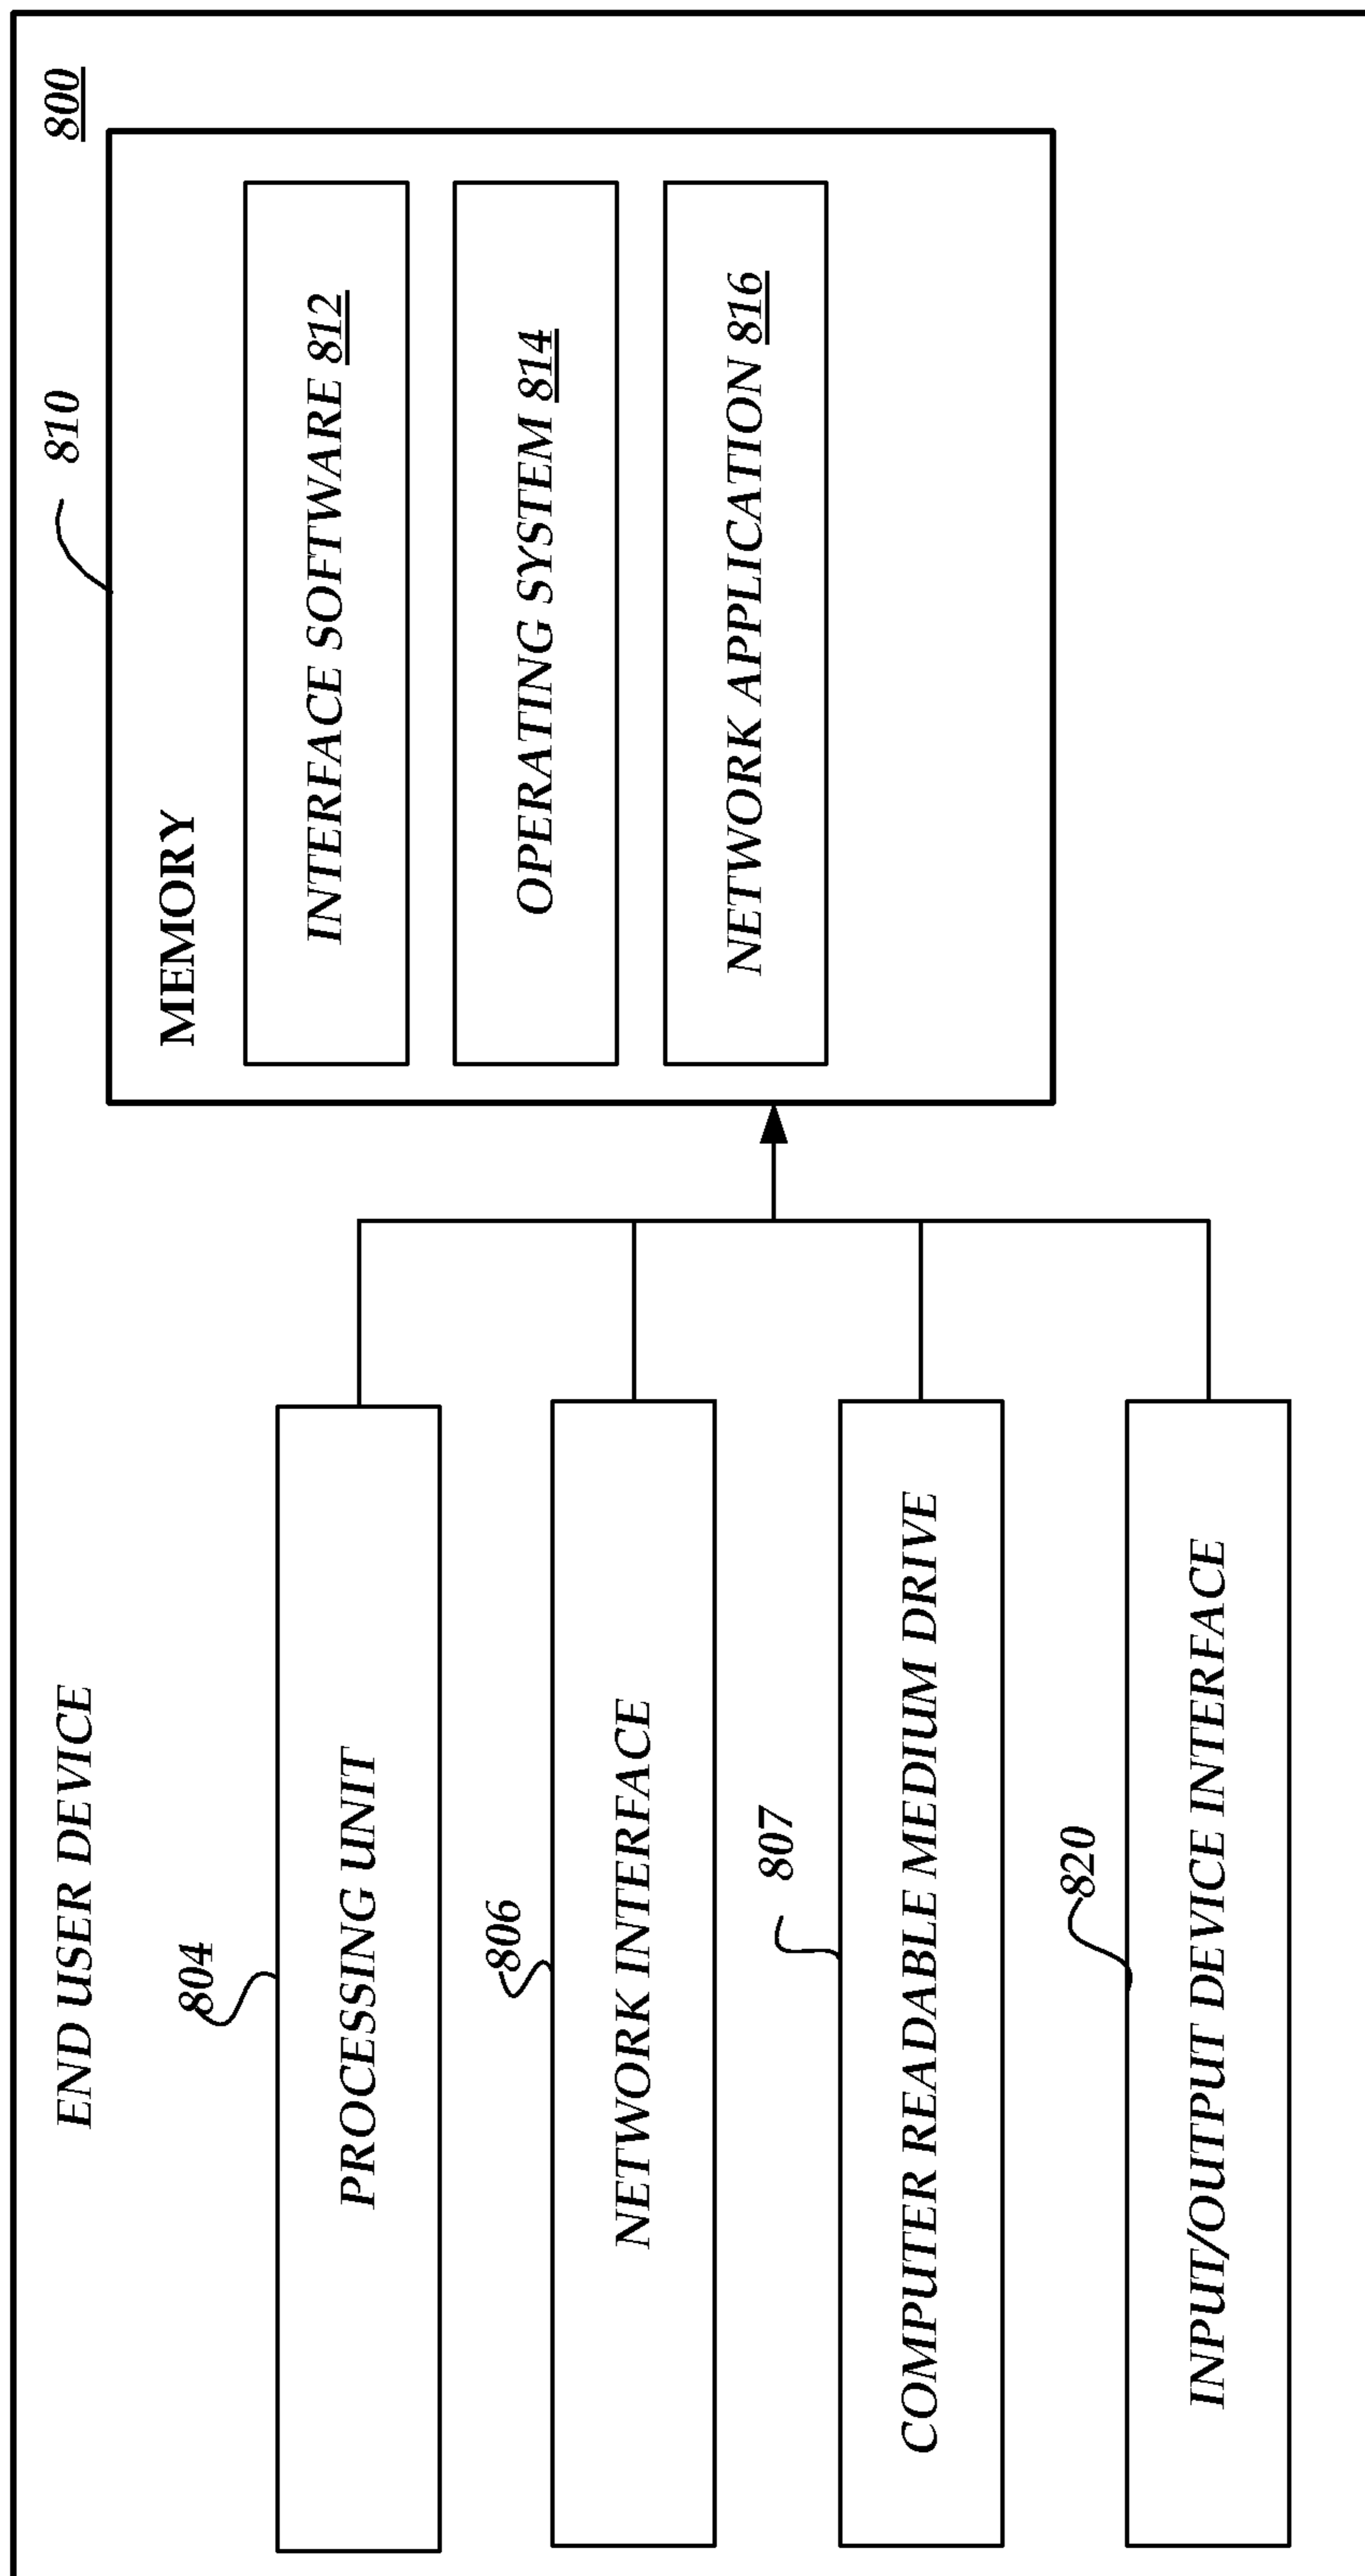 END USER DEVICE
800
804
PROCESSING UNIT
806
NETWORK INTERFACE
807
COMPUTER READABLE MEDIUM DRIVE
820
INPUT/OUTPUT DEVICE INTERFACE
810
MEMORY
INTERFACE SOFTWARE 812
OPERATING SYSTEM 814
NETWORK APPLICATION 816